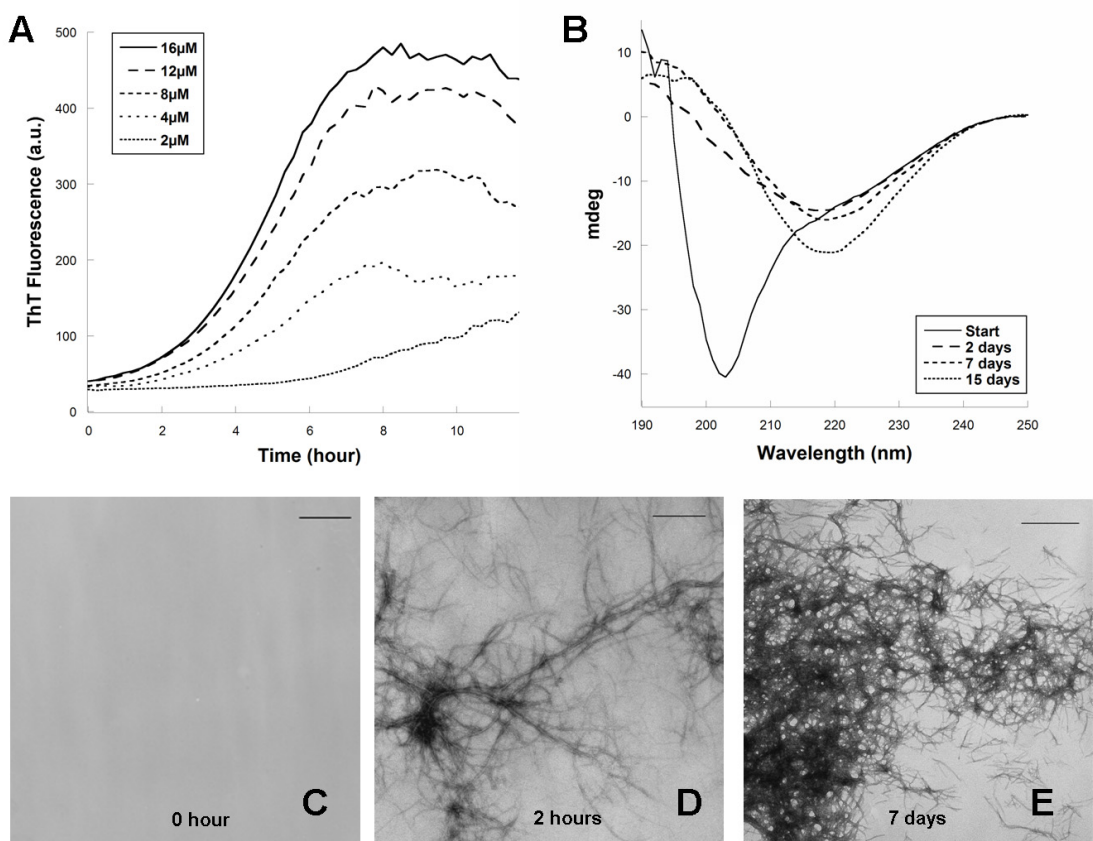 A
500
400
300
200
100
0
16µM
12µM
8µM
4µM
2µM
ThT Fluorescence (a.u.)
0 2 4 6 8 10
Time (hour)
B
10
0
-10
-20
-30
-40
mdeg
Start
2 days
7 days
15 days
190 200 210 220 230 240 250
Wavelength (nm)
0 hour
C
2 hours
D
7 days
E